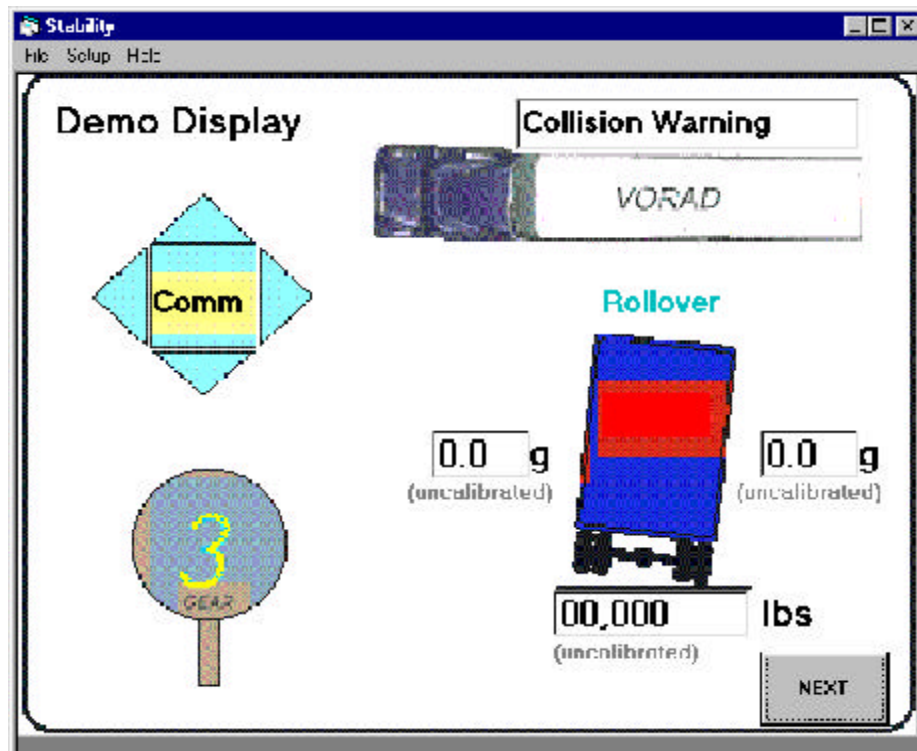 Stability
File Setup Help
Demo Display
Collision Warning
VORAD
Comm
Rollover
0.0 g
0.0 g
(uncalibrated)
(uncalibrated)
3
GEAR
00,000 lbs
(uncalibrated)
NEXT